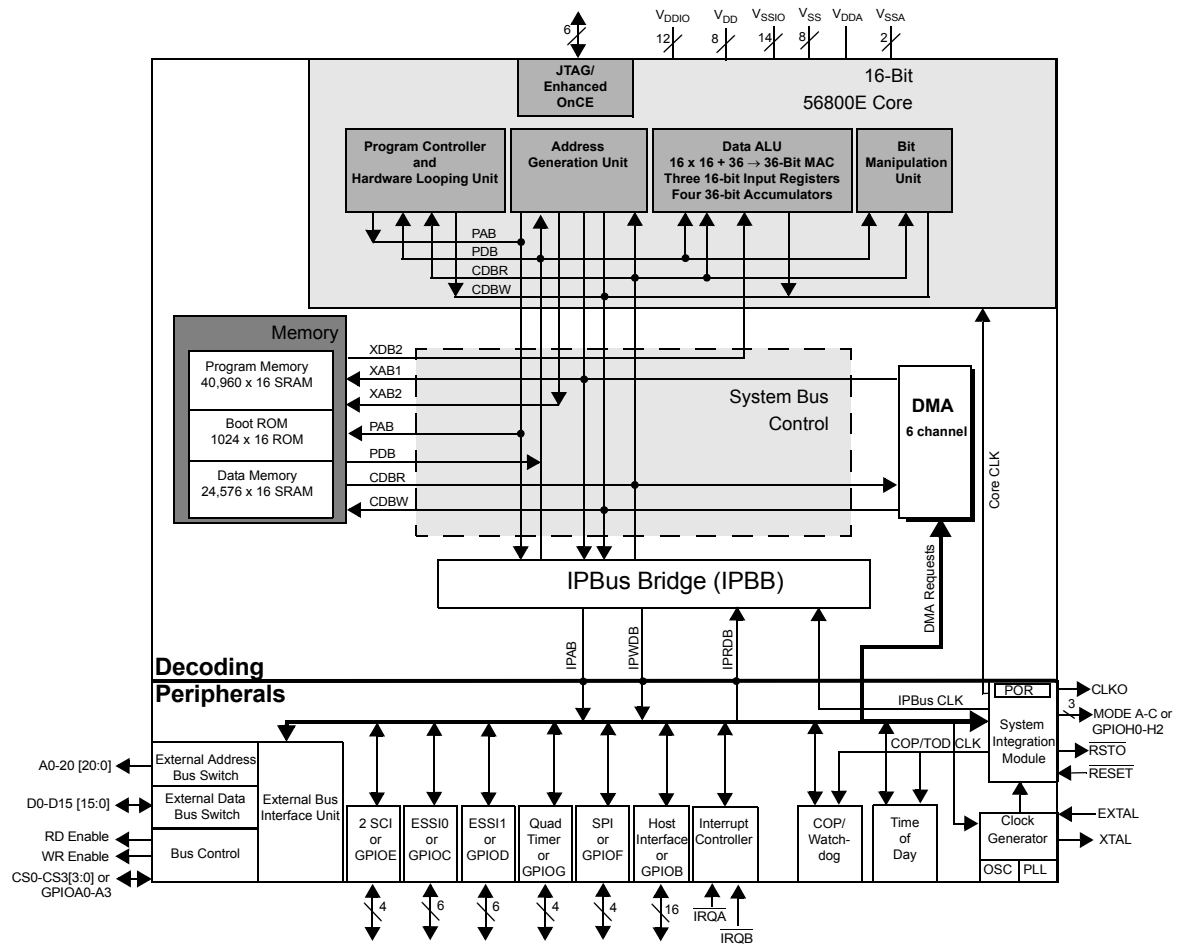 6
VDDIO
VDD
VSSIO
VSS
VDDA
VSSA
12
8
14
8
2
JTAG/
Enhanced
OnCE
16-Bit
56800E Core
Program Controller
and
Hardware Looping Unit
Address
Generation Unit
Data ALU
16 x 16 + 36 → 36-Bit MAC
Three 16-bit Input Registers
Four 36-bit Accumulators
Bit
Manipulation
Unit
PAB
PDB
CDBR
CDBW
Memory
Program Memory
40,960 x 16 SRAM
Boot ROM
1024 x 16 ROM
Data Memory
24,576 x 16 SRAM
XDB2
XAB1
XAB2
PAB
PDB
CDBR
CDBW
System Bus
Control
DMA
6 channel
Core CLK
DMA Requests
IPBus Bridge (IPBB)
IPAB
IPWDB
IPRDB
Decoding
Peripherals
IPBus CLK
COP/TOD CLK
POR
System
Integration
Module
CLKO
3
MODE A-C or
GPIOH0-H2
RSTO
RESET
EXTAL
XTAL
Clock
Generator
OSC
PLL
A0-20 [20:0]
D0-D15 [15:0]
RD Enable
WR Enable
CS0-CS3[3:0] or
GPIOA0-A3
External Address
Bus Switch
External Data
Bus Switch
Bus Control
External Bus
Interface Unit
2 SCI
or
GPIOE
ESSI0
or
GPIOC
ESSI1
or
GPIOD
Quad
Timer
or
GPIOG
SPI
or
GPIOF
Host
Interface
or
GPIOB
Interrupt
Controller
COP/
Watch-
dog
Time
of
Day
4
6
6
4
4
16
IRQA
IRQB